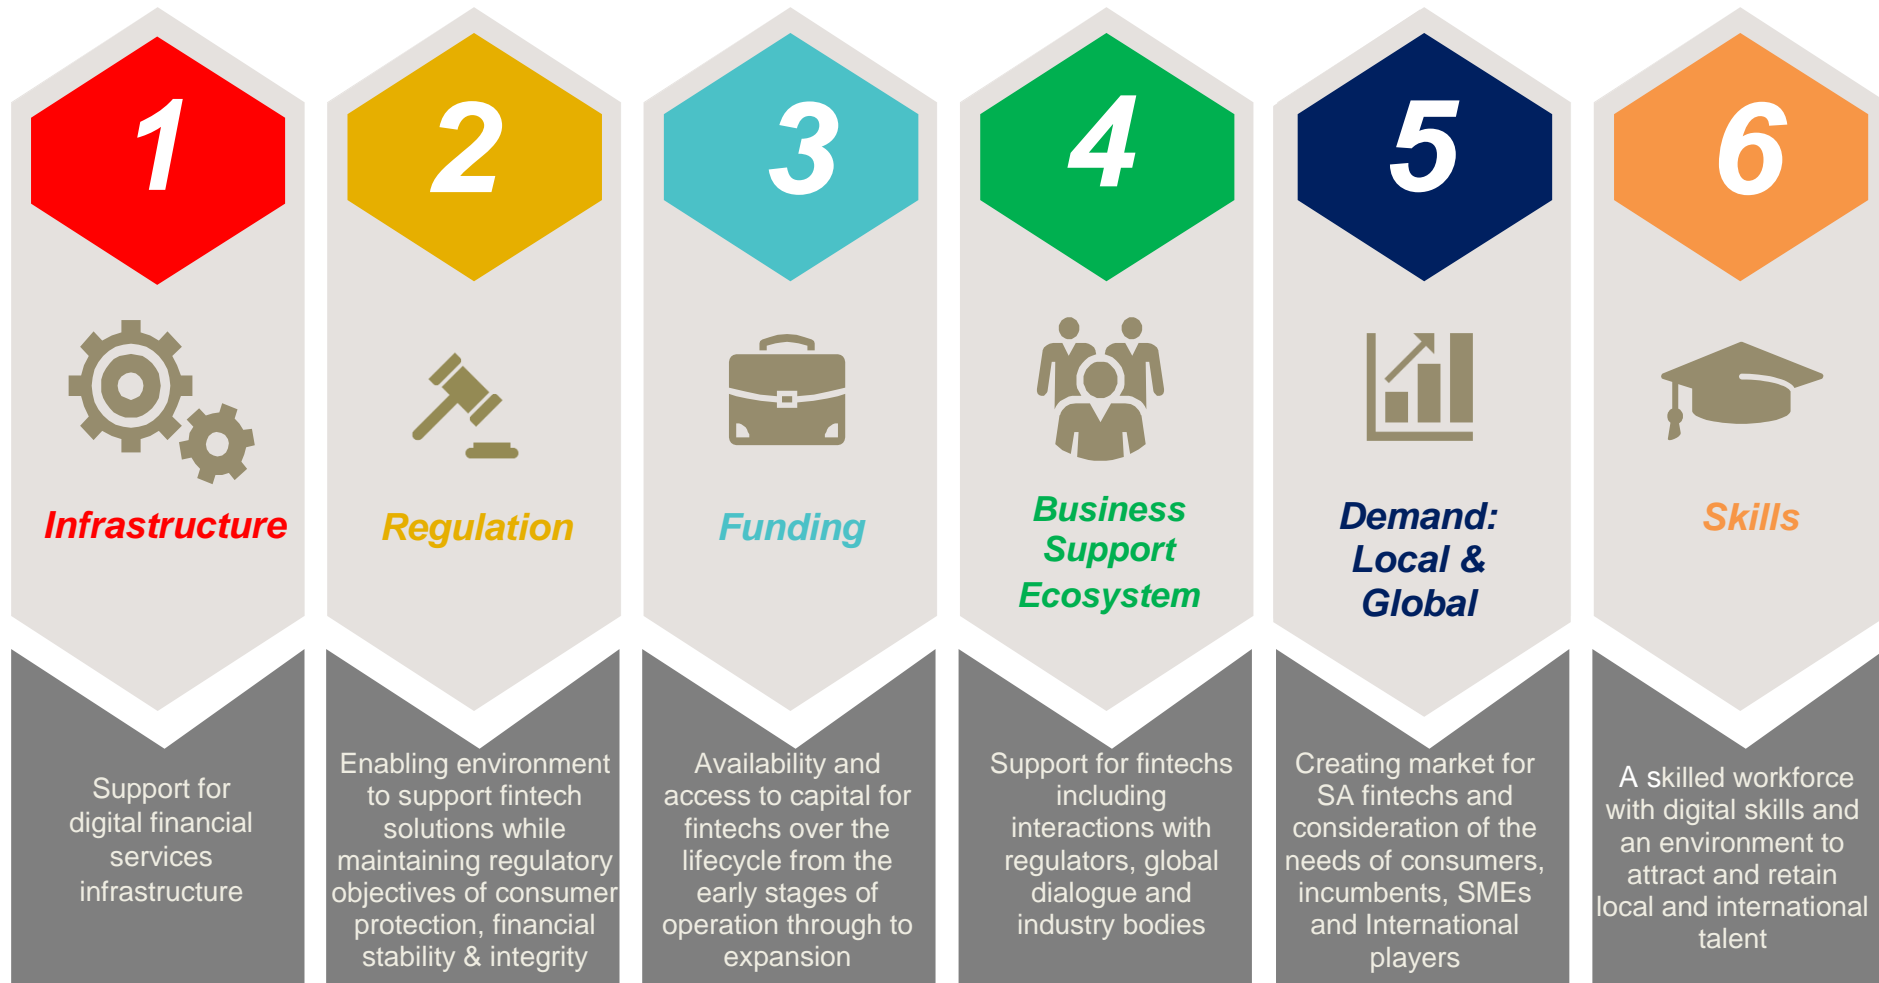 1
Infrastructure
Support for
digital financial
services
infrastructure
2
Regulation
Enabling environment
to support fintech
solutions while
maintaining regulatory
objectives of consumer
protection, financial
stability & integrity
3
Funding
Availability and
access to capital for
fintechs over the
lifecycle from the
early stages of
operation through to
expansion
4
Business
Support
Ecosystem
Support for fintechs
including
interactions with
regulators, global
dialogue and
industry bodies
5
Demand:
Local &
Global
Creating market for
SA fintechs and
consideration of the
needs of consumers,
incumbents, SMEs
and International
players
6
Skills
A skilled workforce
with digital skills and
an environment to
attract and retain
local and international
talent